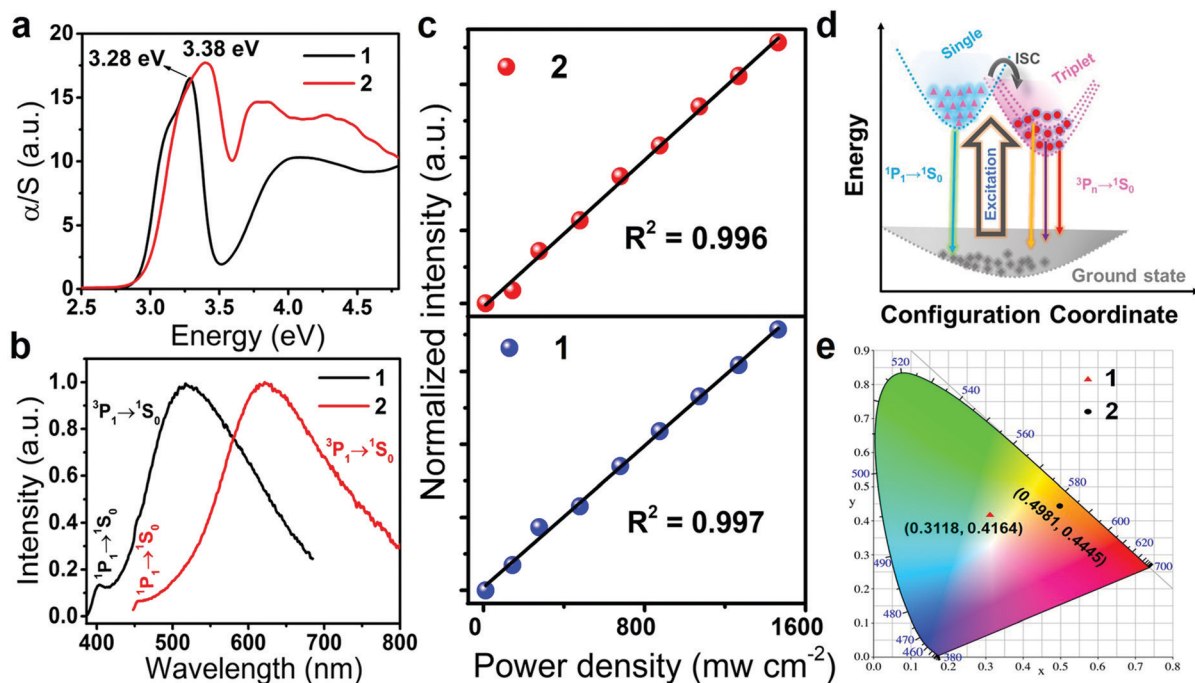 a
20
15
10
5
0
α/S (a.u.)
3.28 eV
3.38 eV
1
2
2.5 3.0 3.5 4.0 4.5
Energy (eV)
b
1.0
0.8
0.6
0.4
0.2
0.0
Intensity (a.u.)
³P₁→¹S₀
¹P₁→¹S₀
¹P₁→¹S₀
³P₁→¹S₀
1
2
400 500 600 700 800
Wavelength (nm)
c
Normalized intensity (a.u.)
2
R² = 0.996
1
R² = 0.997
0 800 1600
Power density (mw cm⁻²)
d
Energy
Single
ISC
Triplet
¹P₁→¹S₀
Excitation
³Pₙ→¹S₀
Ground state
Configuration Coordinate
e
0.9
0.8
0.7
0.6
0.5
y
0.4
0.3
0.2
0.1
0.0
520
540
560
500
580
600
620
700
490
480
470
460
380
1
2
(0.3118, 0.4164)
(0.4981, 0.4445)
0.0 0.1 0.2 0.3 0.4 0.5 0.6 0.7 0.8
x